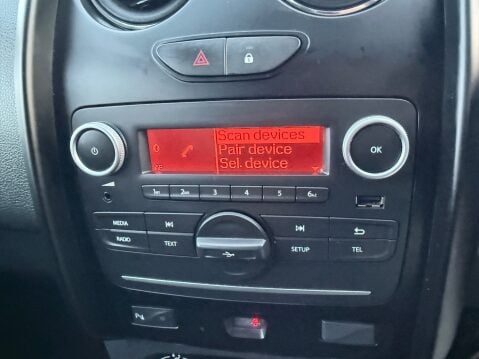 Scan devices
Pair device
Sel. device
OK
MEDIA
RADIO
TEXT
SETUP
TEL